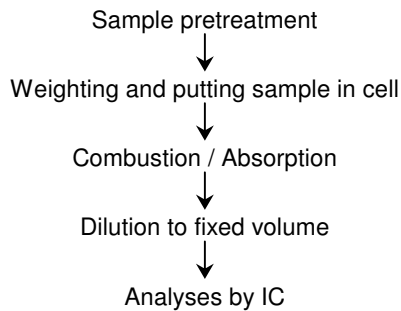 Sample pretreatment
Weighting and putting sample in cell
Combustion / Absorption
Dilution to fixed volume
Analyses by IC